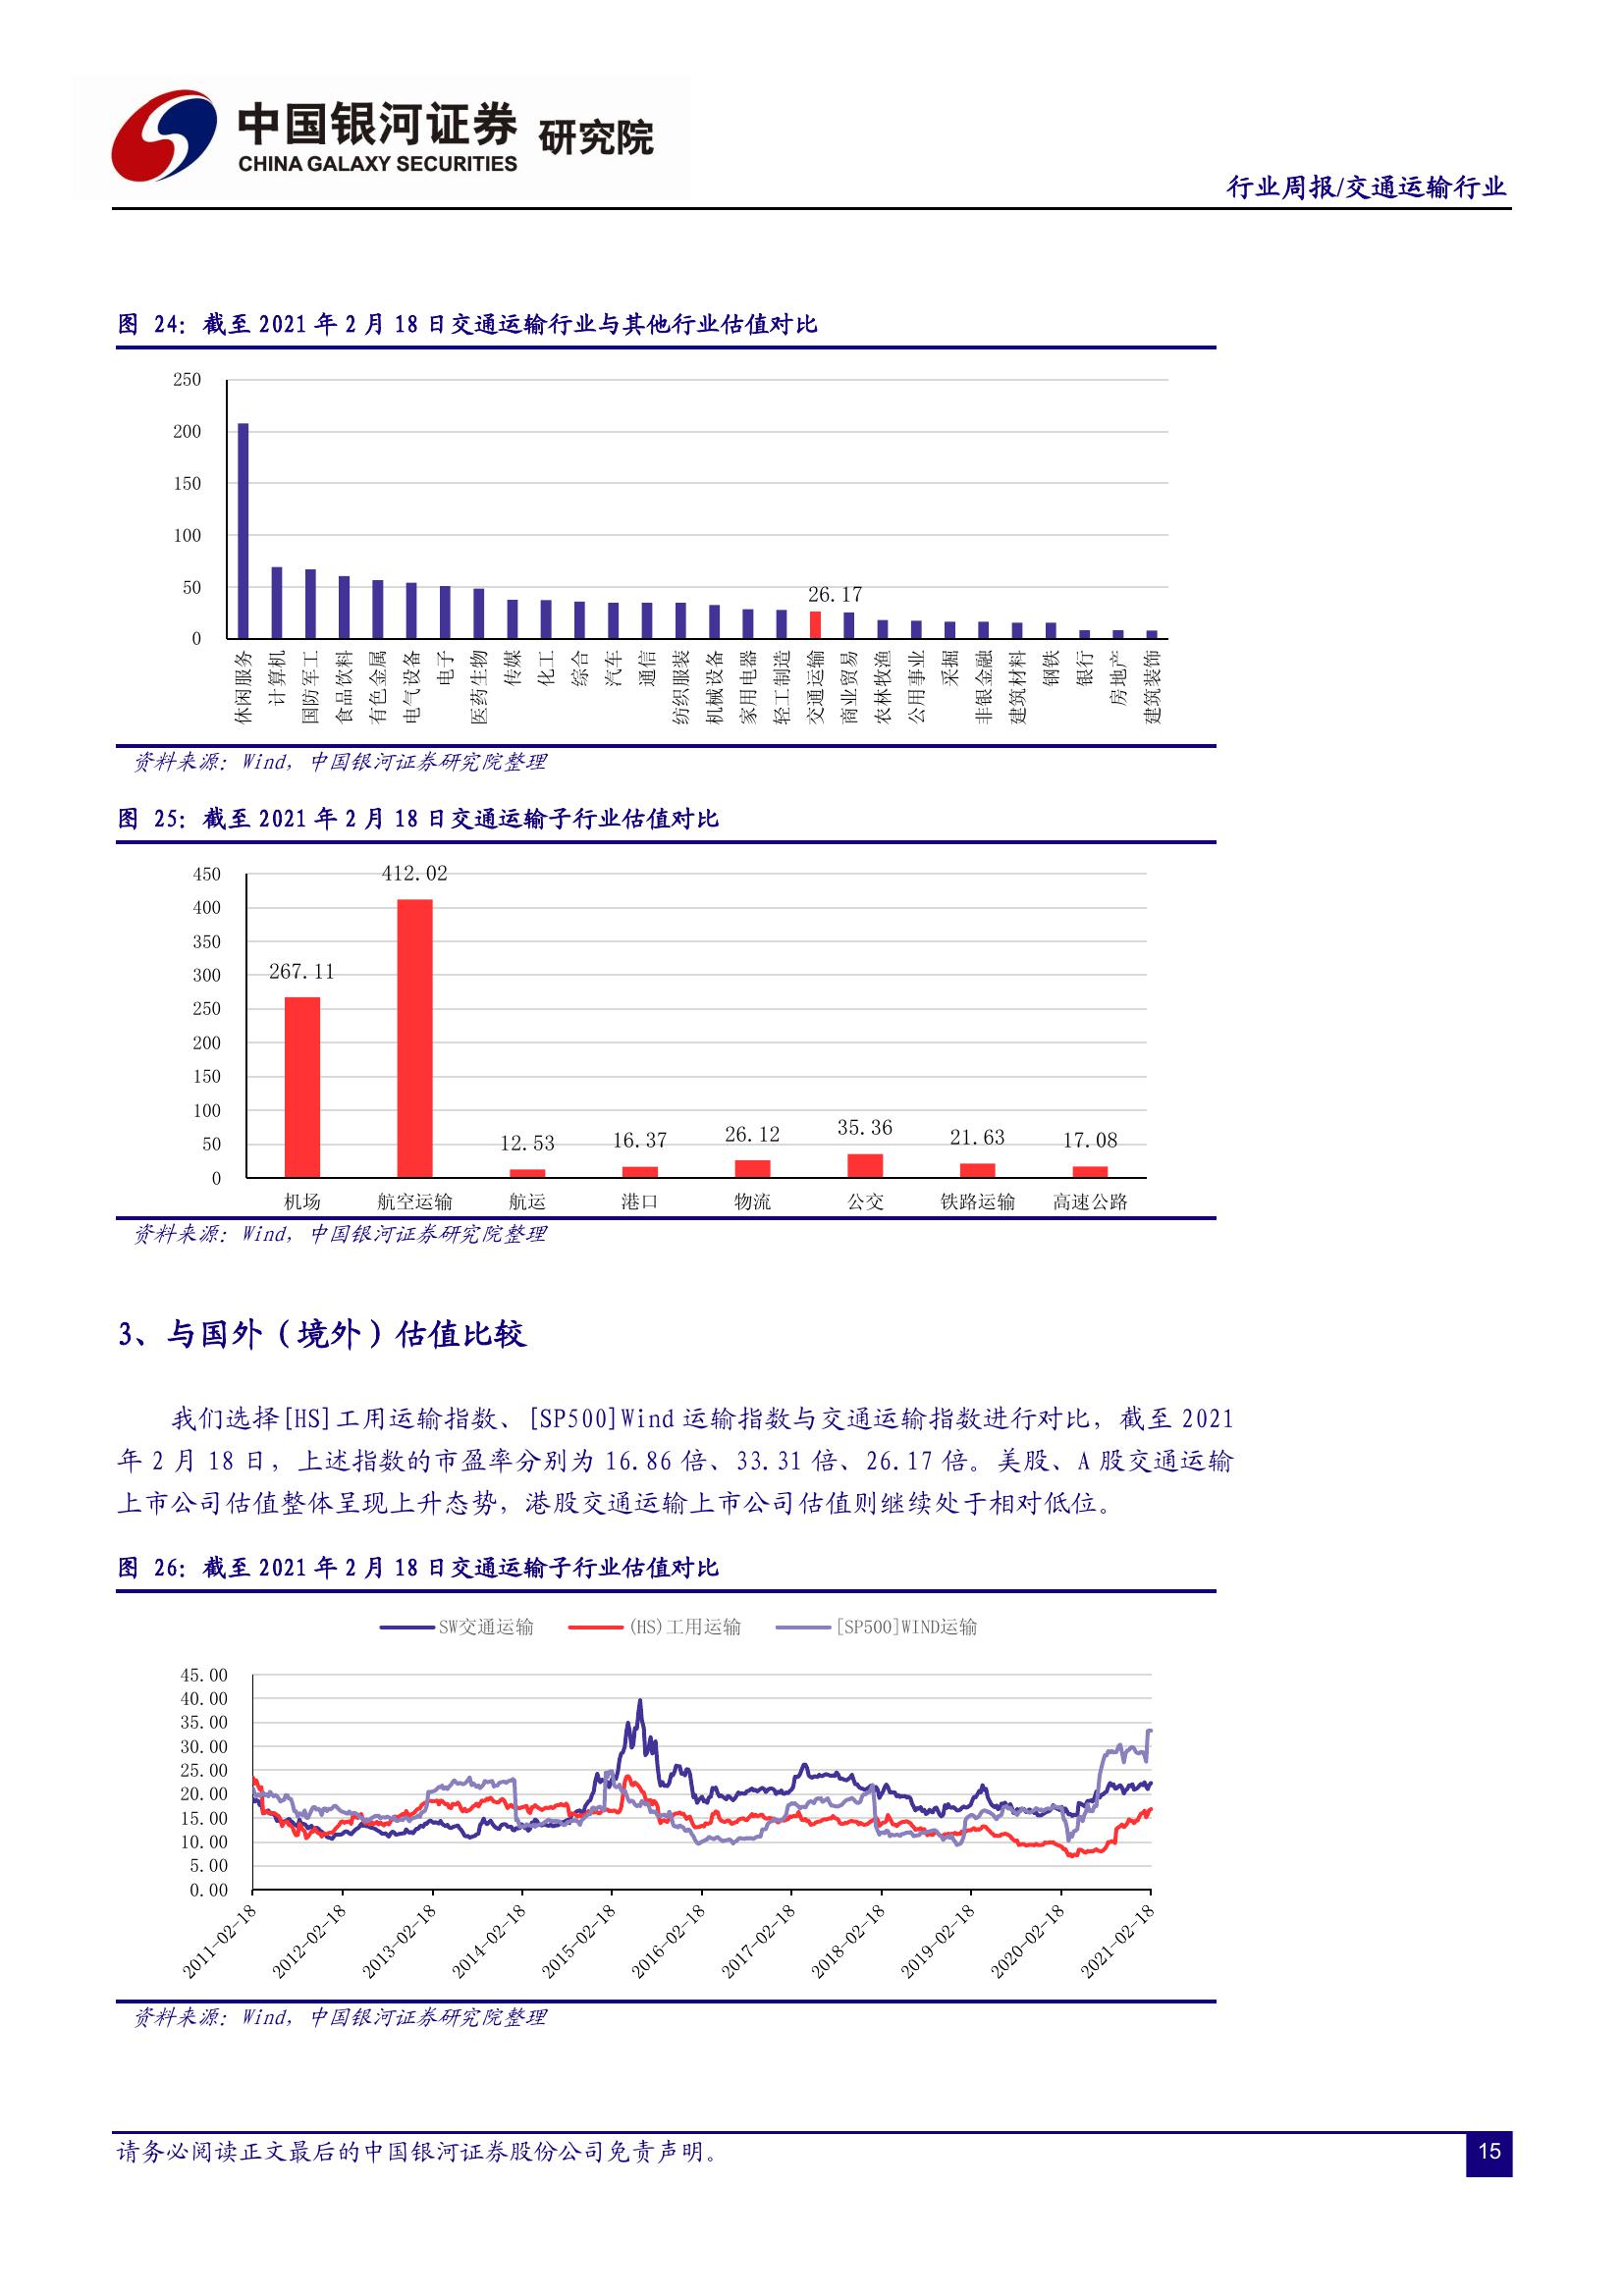 中国银河证券 研究院
CHINA GALAXY SECURITIES
行业周报/交通运输行业
图 24：截至 2021 年 2 月 18 日交通运输行业与其他行业估值对比
250
200
150
100
50
0
26.17
休闲服务 计算机 国防军工 食品饮料 有色金属 电气设备 电子 医药生物 传媒 化工 综合 汽车 通信 纺织服装 机械设备 家用电器 轻工制造 交通运输 商业贸易 农林牧渔 公用事业 采掘 非银金融 建筑材料 钢铁 银行 房地产 建筑装饰
资料来源：Wind，中国银河证券研究院整理
图 25：截至 2021 年 2 月 18 日交通运输子行业估值对比
450
400
350
300
250
200
150
100
50
0
267.11 412.02 12.53 16.37 26.12 35.36 21.63 17.08
机场 航空运输 航运 港口 物流 公交 铁路运输 高速公路
资料来源：Wind，中国银河证券研究院整理
3、与国外（境外）估值比较
我们选择[HS]工用运输指数、[SP500]Wind 运输指数与交通运输指数进行对比，截至 2021
年 2 月 18 日，上述指数的市盈率分别为 16.86 倍、33.31 倍、26.17 倍。美股、A 股交通运输
上市公司估值整体呈现上升态势，港股交通运输上市公司估值则继续处于相对低位。
图 26：截至 2021 年 2 月 18 日交通运输子行业估值对比
SW交通运输 (HS)工用运输 [SP500]WIND运输
45.00
40.00
35.00
30.00
25.00
20.00
15.00
10.00
5.00
0.00
2011-02-18 2012-02-18 2013-02-18 2014-02-18 2015-02-18 2016-02-18 2017-02-18 2018-02-18 2019-02-18 2020-02-18 2021-02-18
资料来源：Wind，中国银河证券研究院整理
请务必阅读正文最后的中国银河证券股份公司免责声明。
15